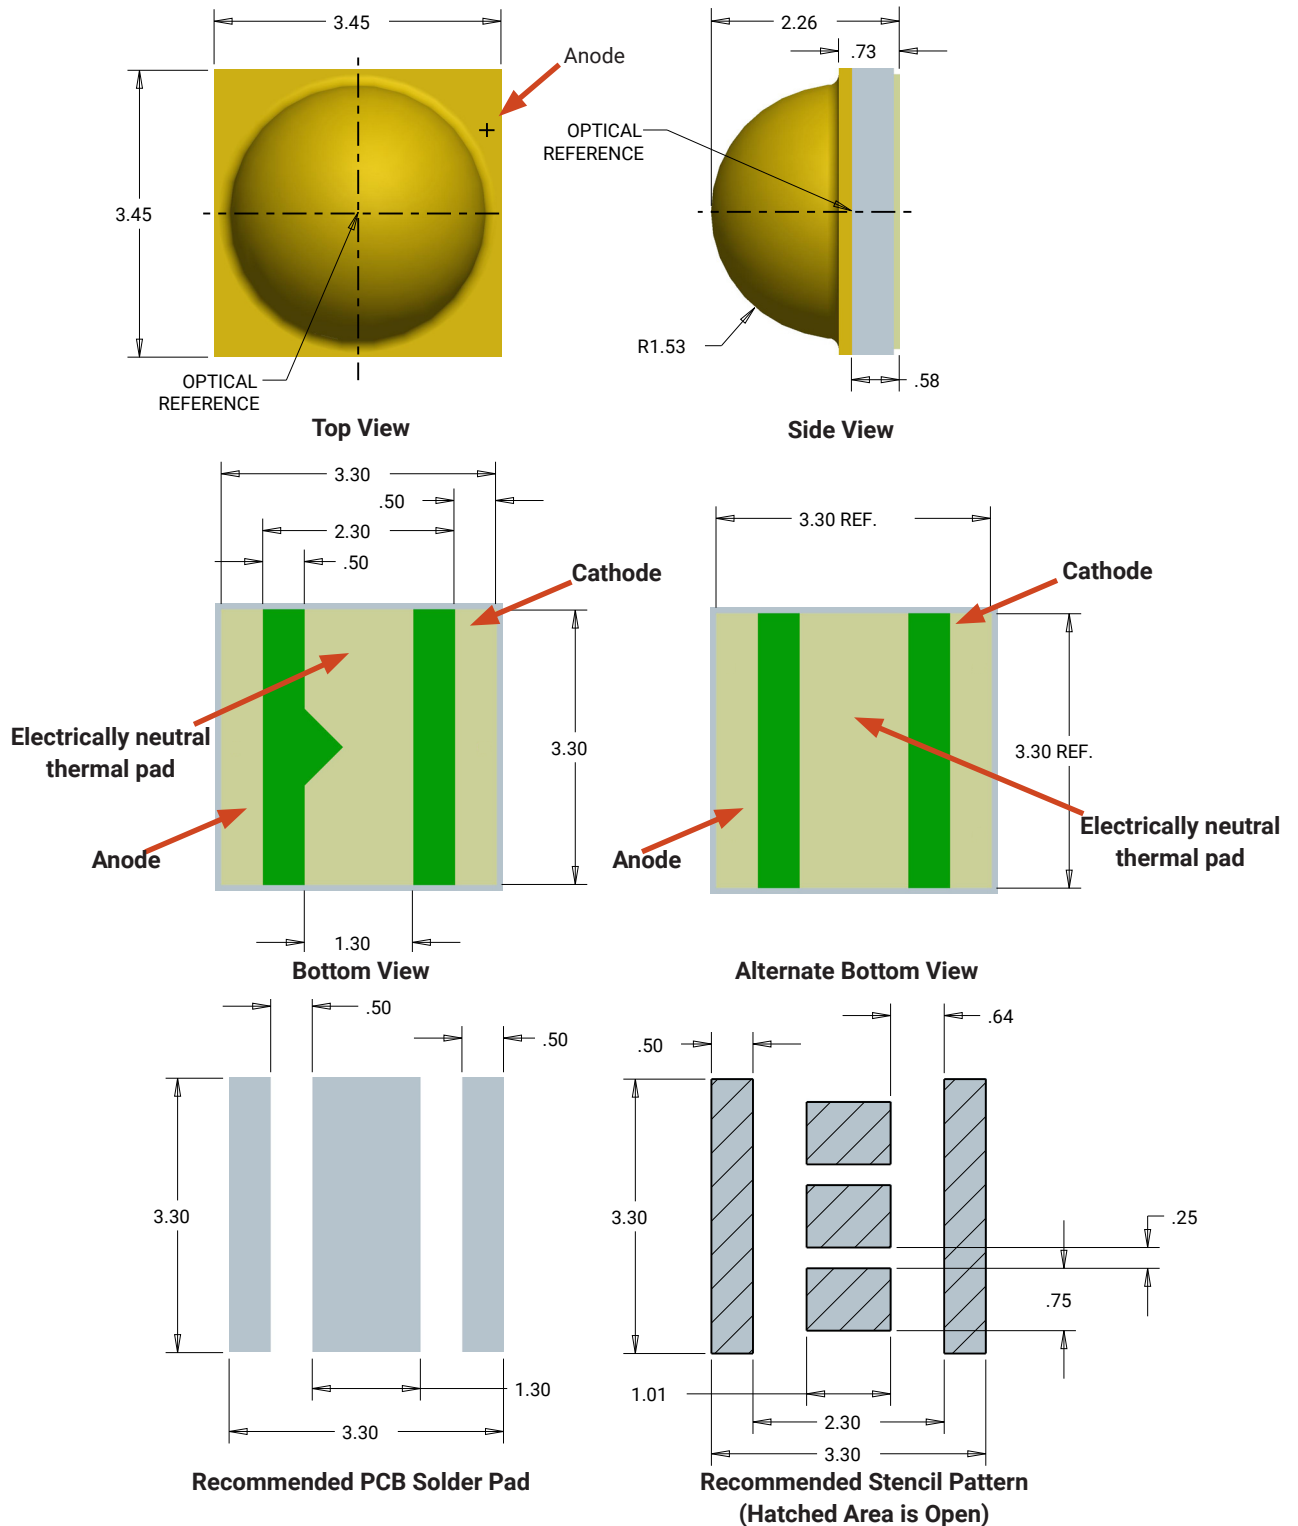 3.45
Anode
3.45
OPTICAL
REFERENCE
Top View
2.26
.73
OPTICAL
REFERENCE
R1.53
.58
Side View
3.30
.50
2.30
.50
Cathode
Electrically neutral
thermal pad
3.30
Anode
1.30
Bottom View
3.30 REF.
Cathode
3.30 REF.
Electrically neutral
thermal pad
Anode
Alternate Bottom View
.50
.50
3.30
1.30
3.30
Recommended PCB Solder Pad
.64
.50
3.30
.25
.75
1.01
2.30
3.30
Recommended Stencil Pattern
(Hatched Area is Open)